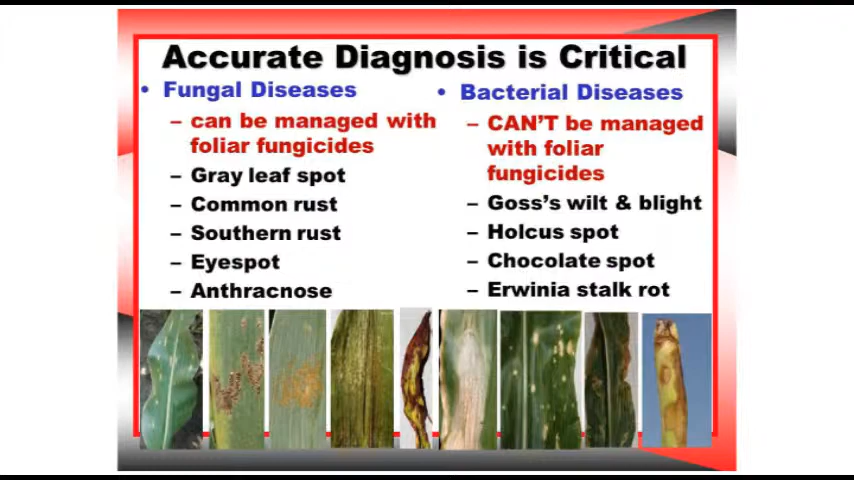 Accurate Diagnosis is Critical
• Fungal Diseases
– can be managed with
foliar fungicides
– Gray leaf spot
– Common rust
– Southern rust
– Eyespot
– Anthracnose
• Bacterial Diseases
– CAN'T be managed
with foliar
fungicides
– Goss's wilt & blight
– Holcus spot
– Chocolate spot
– Erwinia stalk rot